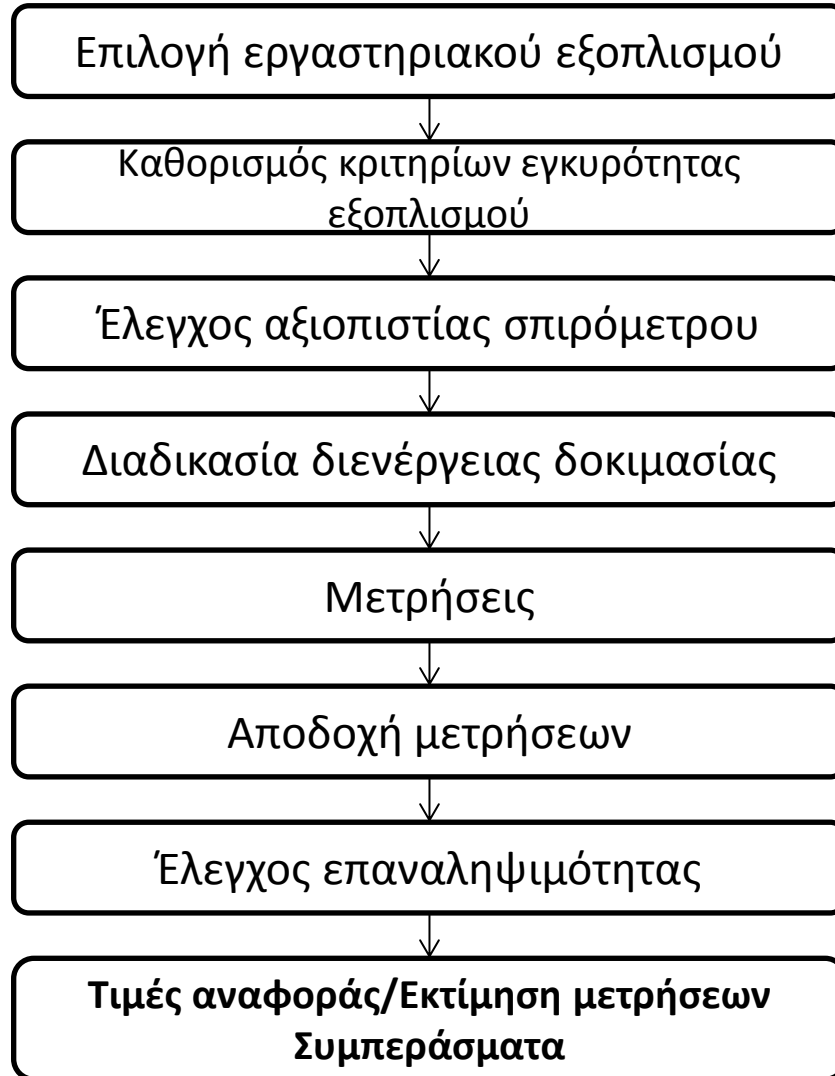 Επιλογή εργαστηριακού εξοπλισμού
Καθορισμός κριτηρίων εγκυρότητας
εξοπλισμού
Έλεγχος αξιοπιστίας σπιρόμετρου
Διαδικασία διενέργειας δοκιμασίας
Μετρήσεις
Αποδοχή μετρήσεων
Έλεγχος επαναληψιμότητας
Τιμές αναφοράς/Εκτίμηση μετρήσεων
Συμπεράσματα